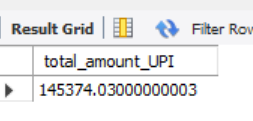 Result Grid Filter Row
total_amount_UPI
145374.03000000003